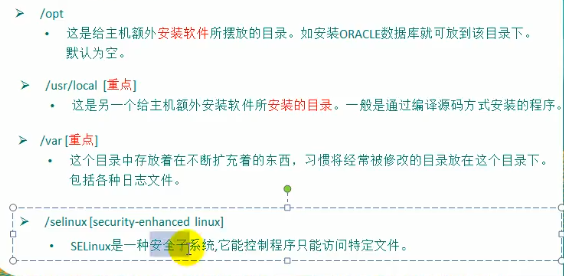 /opt
这是给主机额外安装软件所摆放的目录。如安装ORACLE数据库就可放到该目录下。
默认为空。
/usr/local [重点]
这是另一个给主机额外安装软件所安装的目录。一般是通过编译源码方式安装的程序。
/var [重点]
这个目录中存放着在不断扩充着的东西，习惯将经常被修改的目录放在这个目录下。
包括各种日志文件。
/selinux [security-enhanced linux]
SELinux是一种安全子系统,它能控制程序只能访问特定文件。